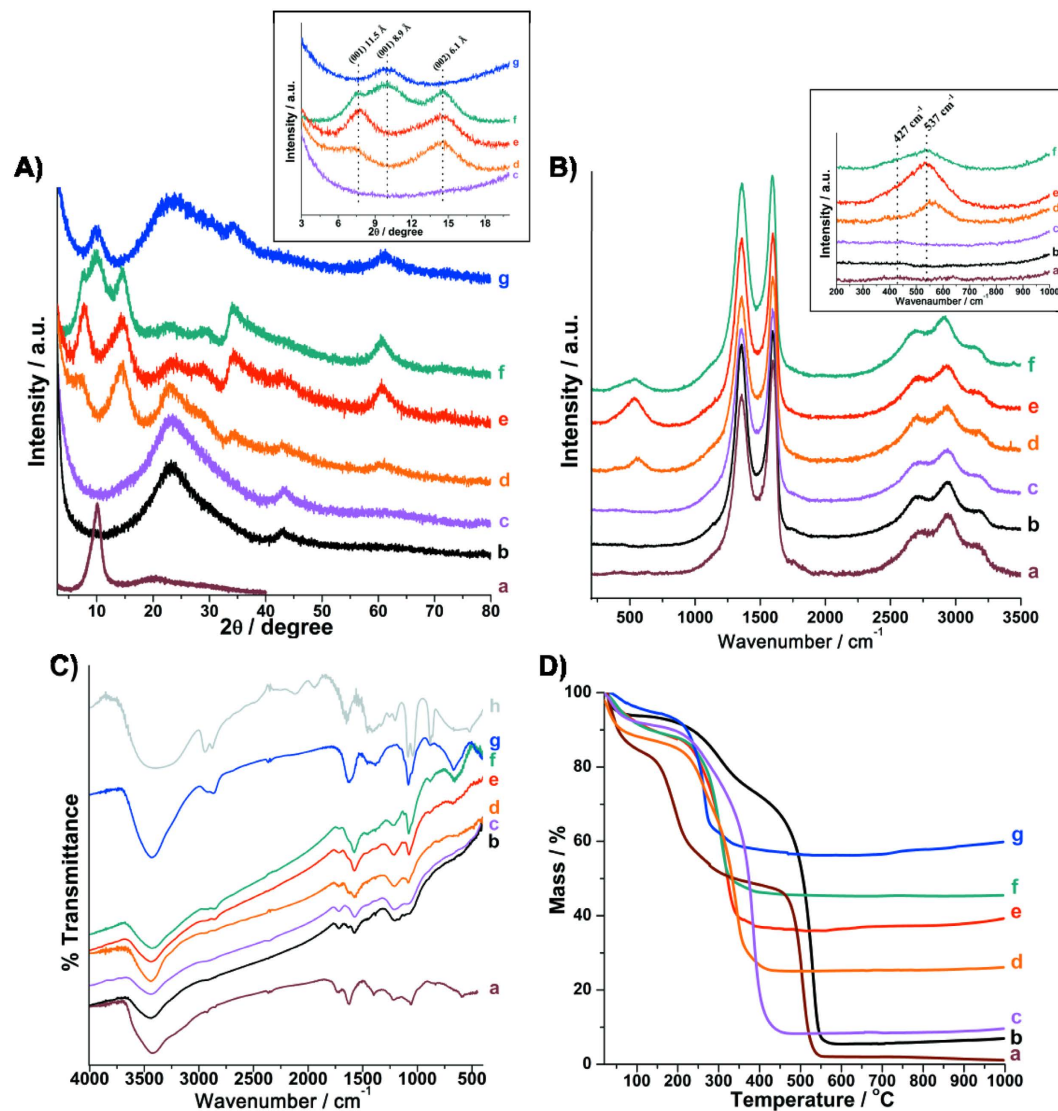 A)
Intensity / a.u.
2θ / degree
10 20 30 40 50 60 70 80
g
f
e
d
c
b
a
(001) 11.5 Å
(001) 8.9 Å
(002) 6.1 Å
Intensity / a.u.
2θ / degree
3 6 9 12 15 18
g
f
e
d
c
B)
Intensity / a.u.
Wavenumber / cm⁻¹
500 1000 1500 2000 2500 3000 3500
f
e
d
c
b
a
427 cm⁻¹
537 cm⁻¹
Intensity / a.u.
Wavenaumber / cm⁻¹
200 300 400 500 600 700 800 900 1000
f
e
d
c
b
a
C)
% Transmittance
Wavenumber / cm⁻¹
4000 3500 3000 2500 2000 1500 1000 500
h
g
f
e
d
c
b
a
D)
Mass / %
Temperature / °C
100
80
60
40
20
0
100 200 300 400 500 600 700 800 900 1000
g
f
e
d
c
b
a